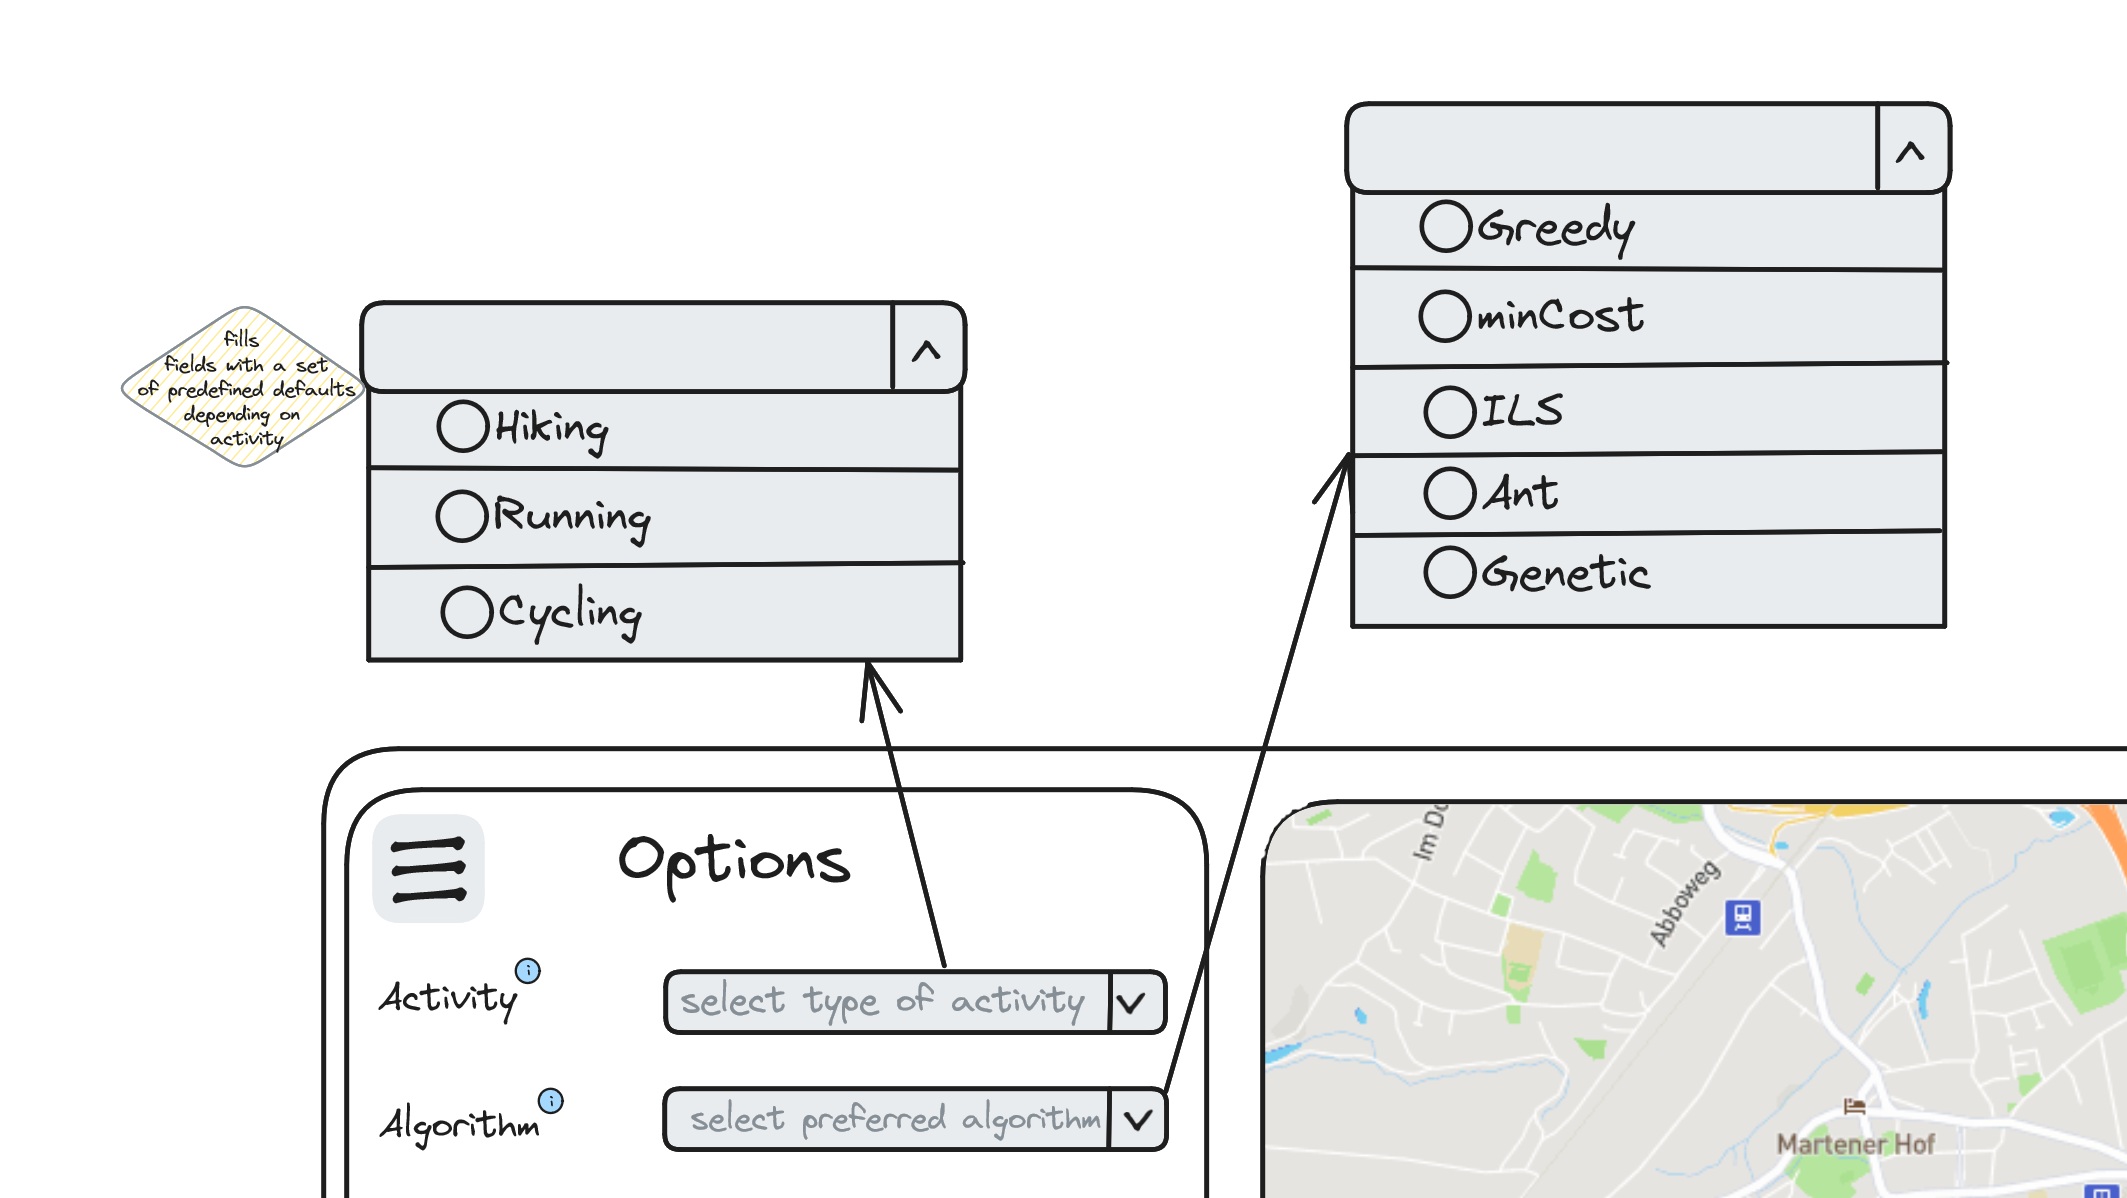 Greedy
minCost
ILS
Ant
Genetic
fills
fields with a set
of predefined defaults
depending on
activity
Hiking
Running
Cycling
Options
Activity
i
select type of activity
Algorithm
i
select preferred algorithm
Im Do
Abboweg
Martener Hof